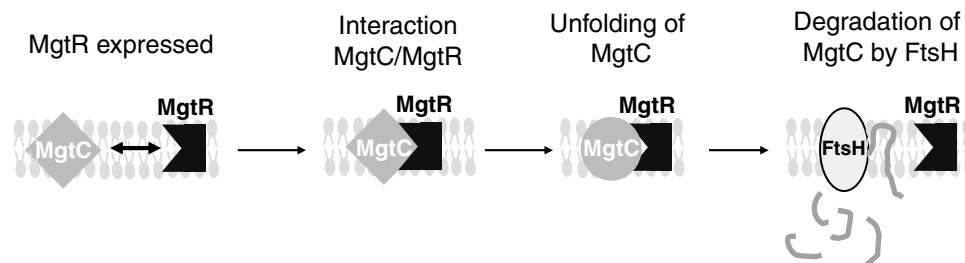 MgtR expressed
Interaction
MgtC/MgtR
Unfolding of
MgtC
Degradation of
MgtC by FtsH
MgtR
MgtC
MgtR
MgtC
MgtR
MgtC
MgtR
FtsH